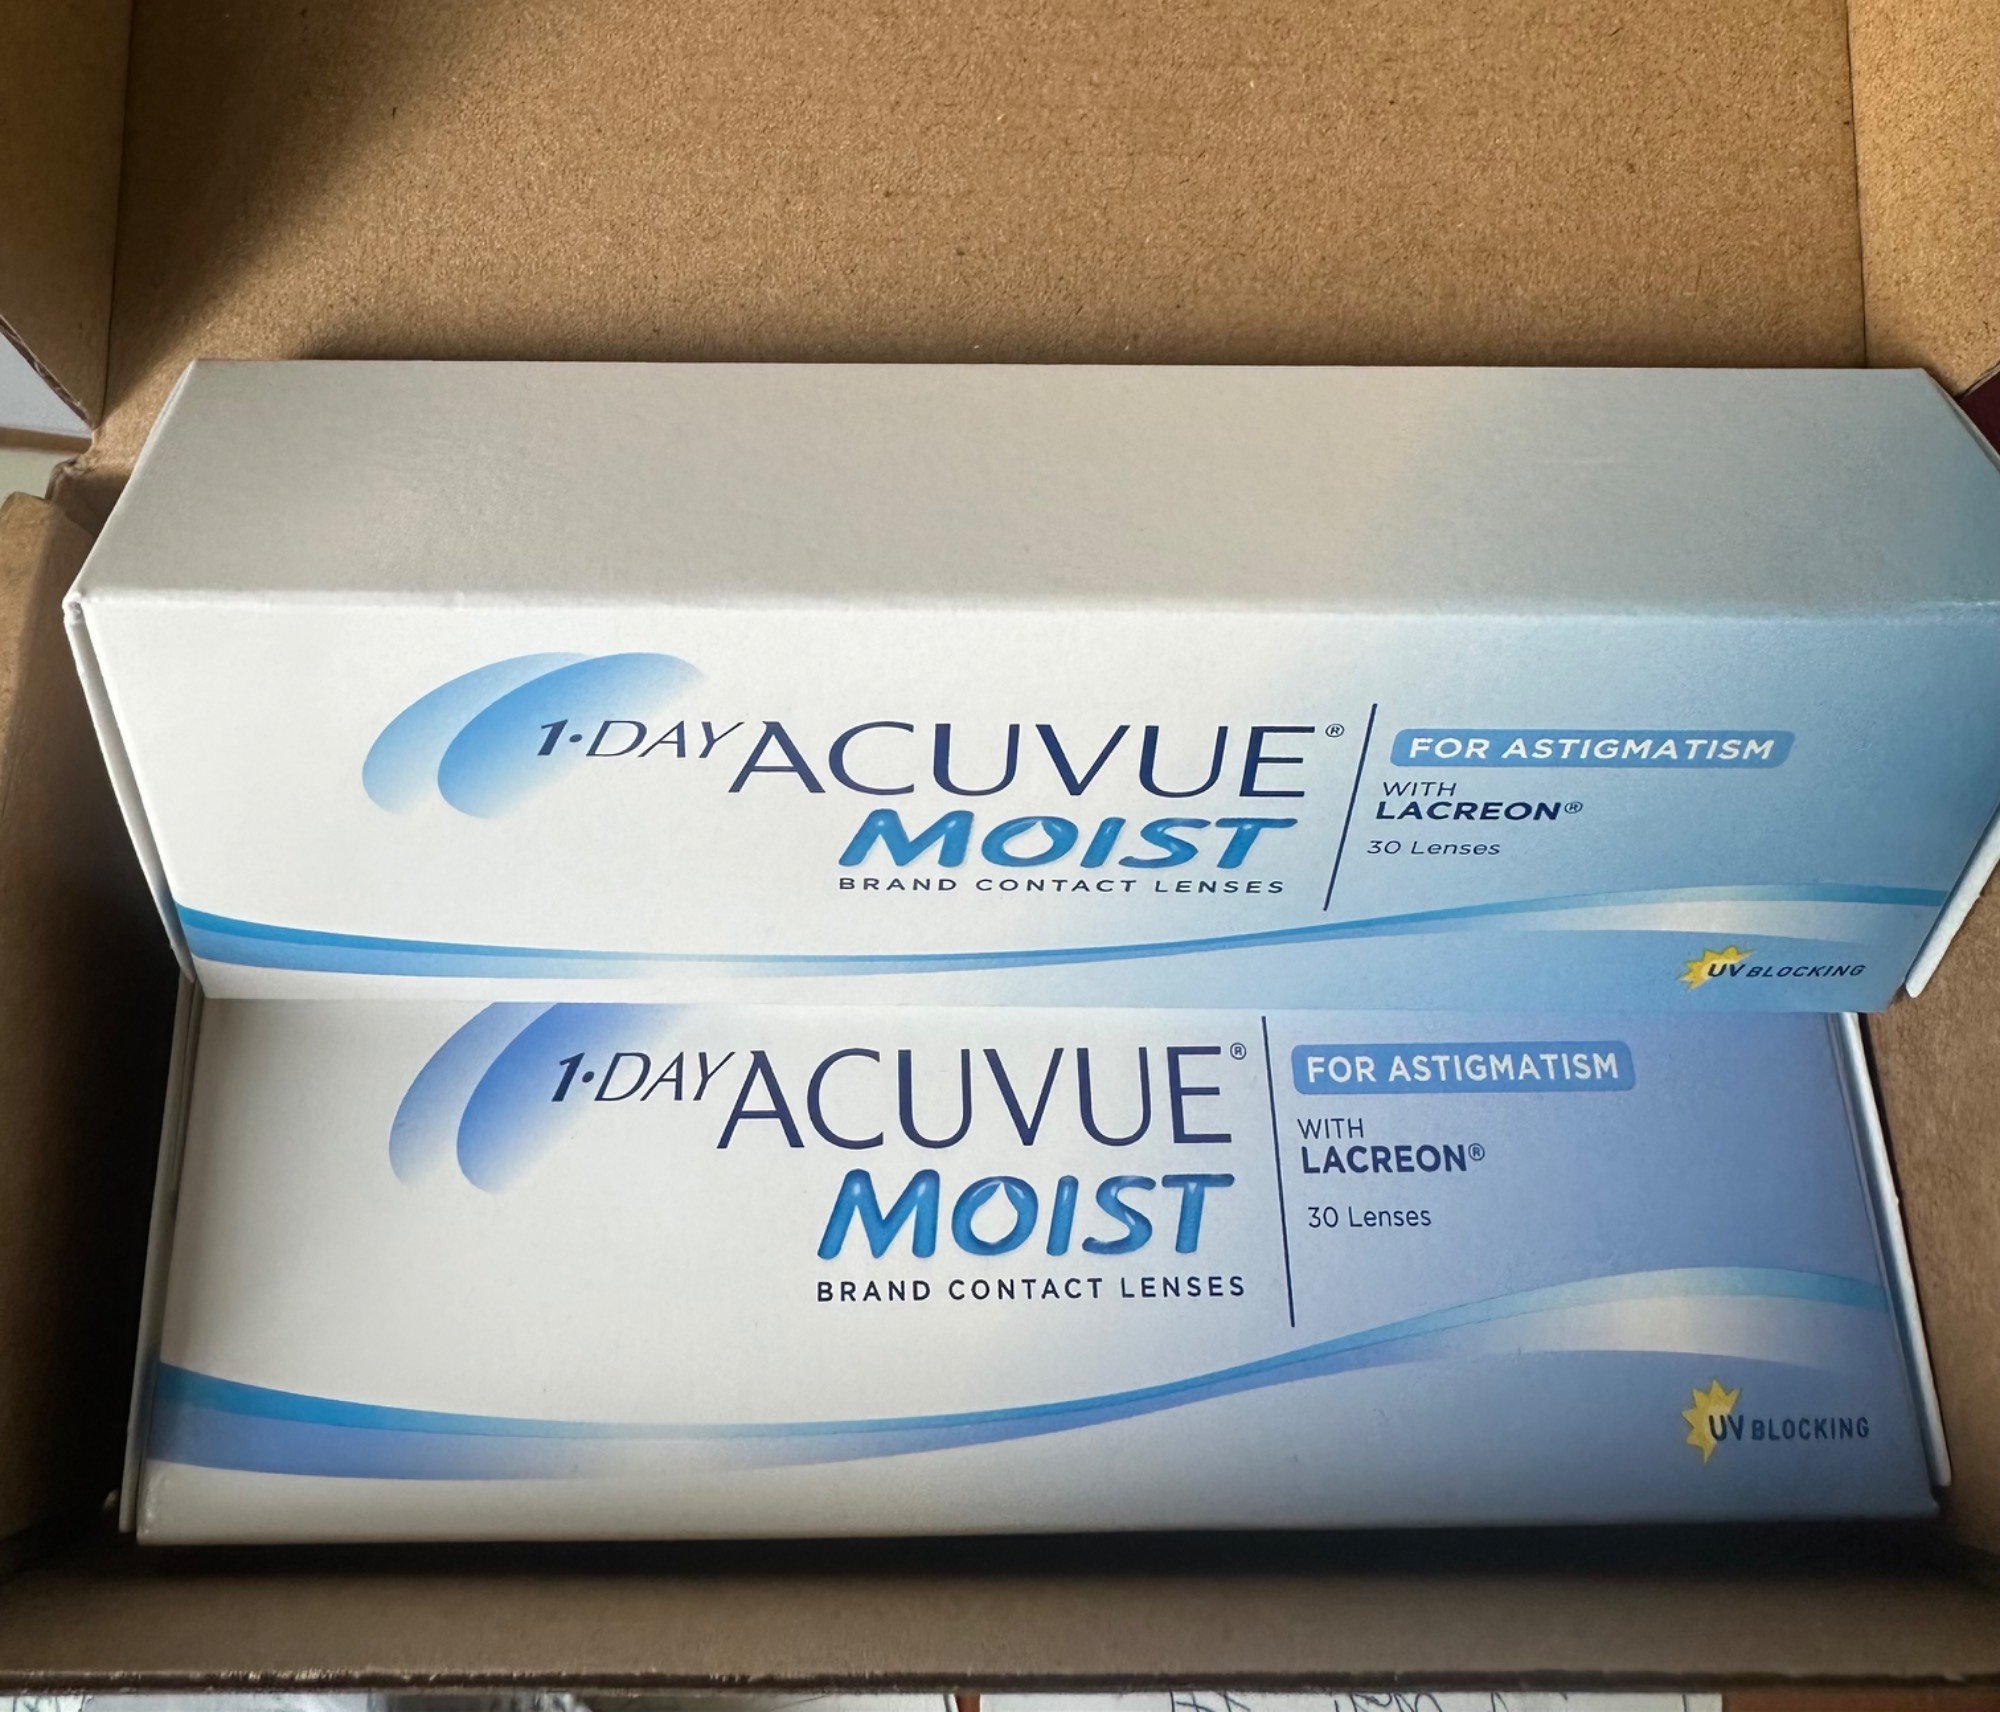 1·DAY ACUVUE®
MOIST
BRAND CONTACT LENSES
FOR ASTIGMATISM
WITH
LACREON®
30 Lenses
UV BLOCKING
1·DAY ACUVUE®
MOIST
BRAND CONTACT LENSES
FOR ASTIGMATISM
WITH
LACREON®
30 Lenses
UV BLOCKING